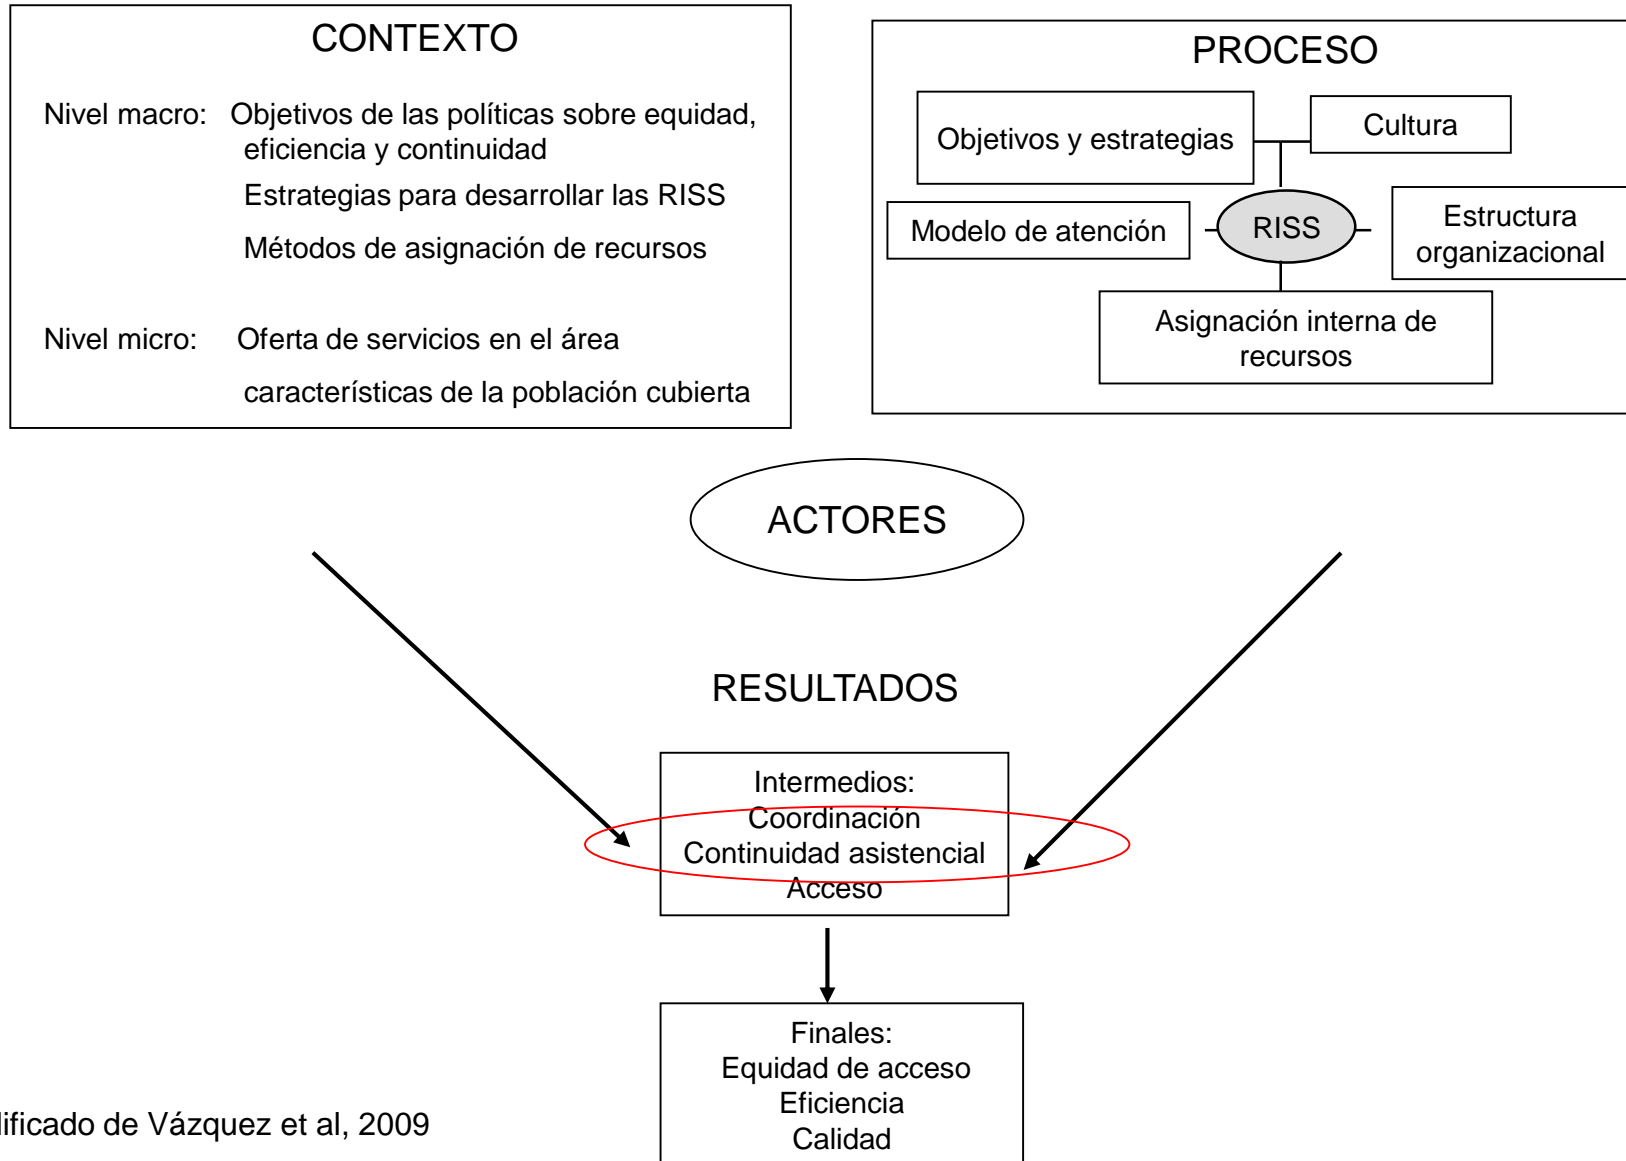 CONTEXTO
Nivel macro: Objetivos de las políticas sobre equidad,
eficiencia y continuidad
Estrategias para desarrollar las RISS
Métodos de asignación de recursos
Nivel micro: Oferta de servicios en el área
características de la población cubierta
PROCESO
Objetivos y estrategias
Cultura
Modelo de atención
RISS
Estructura
organizacional
Asignación interna de
recursos
ACTORES
RESULTADOS
Intermedios:
Coordinación
Continuidad asistencial
Acceso
Finales:
Equidad de acceso
Eficiencia
Calidad
de Vázquez et al, 2009